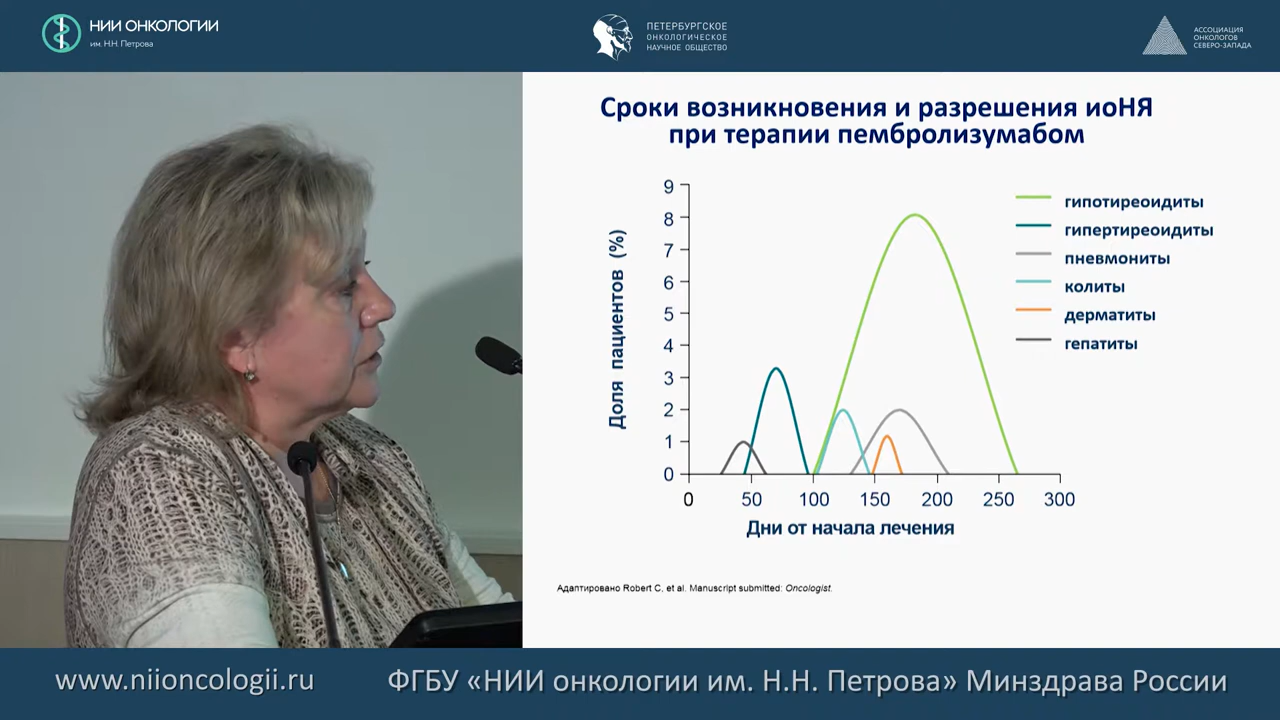 НИИ ОНКОЛОГИИ
им. Н.Н. Петрова
ПЕТЕРБУРГСКОЕ
ОНКОЛОГИЧЕСКОЕ
НАУЧНОЕ ОБЩЕСТВО
АССОЦИАЦИЯ
ОНКОЛОГОВ
СЕВЕРО-ЗАПАДА
Сроки возникновения и разрешения иоНЯ
при терапии пембролизумабом
9
8
7
6
5
4
3
2
1
0
Доля пациентов (%)
0 50 100 150 200 250 300
Дни от начала лечения
гипотиреоидиты
гипертиреоидиты
пневмониты
колиты
дерматиты
гепатиты
Адаптировано Robert C, et al. Manuscript submitted: Oncologist.
www.niioncologii.ru
ФГБУ «НИИ онкологии им. Н.Н. Петрова» Минздрава России